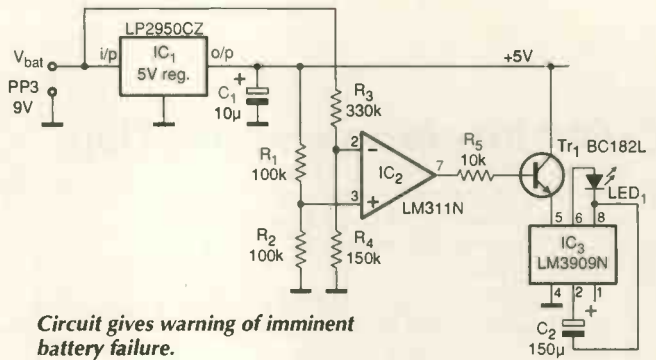 LP2950CZ
V bat
i/p
IC1
5V reg.
o/p
+5V
PP3
9V
+
C1
10µ
R3
330k
R1
100k
2
−
IC2
7
R5
10k
Tr1 BC182L
3
+
LM311N
LED1
R2
100k
R4
150k
5
6
8
IC3
LM3909N
4
2
1
+
C2
150µ
Circuit gives warning of imminent
battery failure.